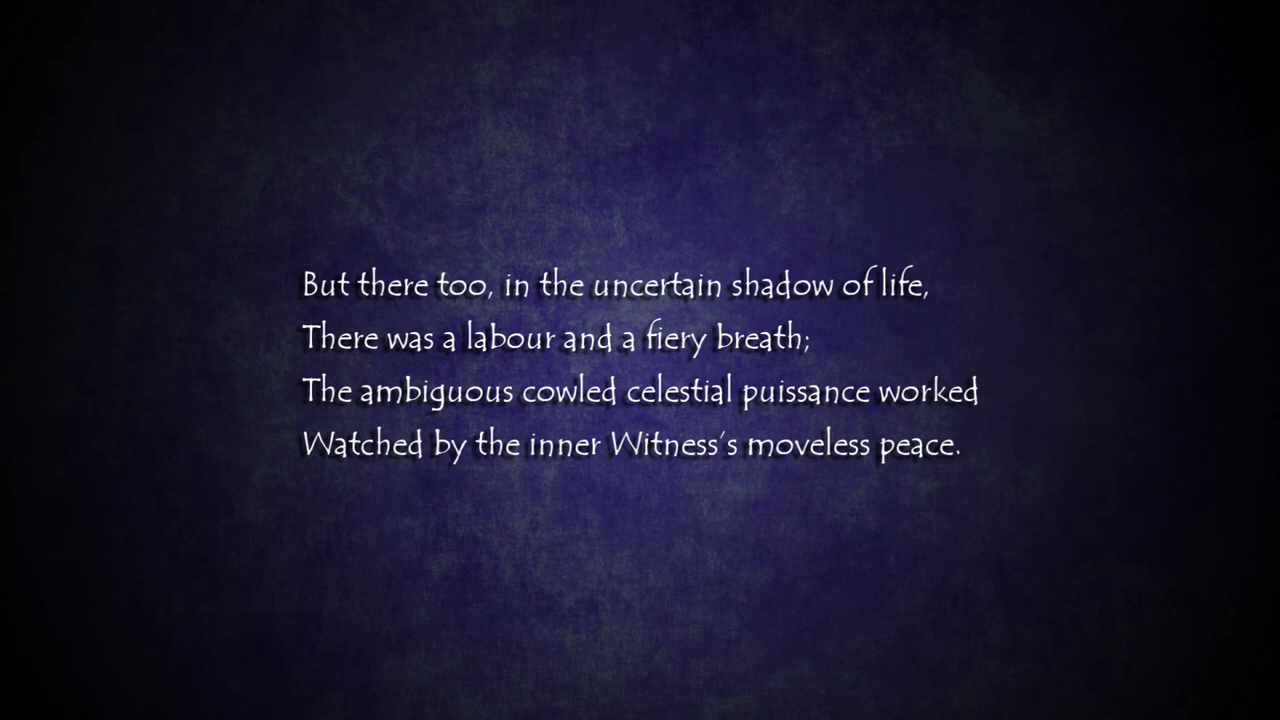 But there too, in the uncertain shadow of life,
There was a labour and a fiery breath;
The ambiguous cowled celestial puissance worked
Watched by the inner Witness’s moveless peace.